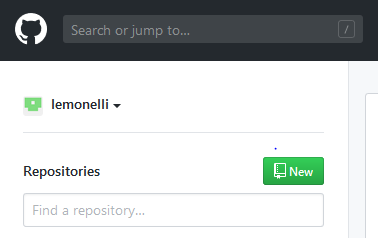 Search or jump to...
/
lemonelli
Repositories
New
Find a repository...